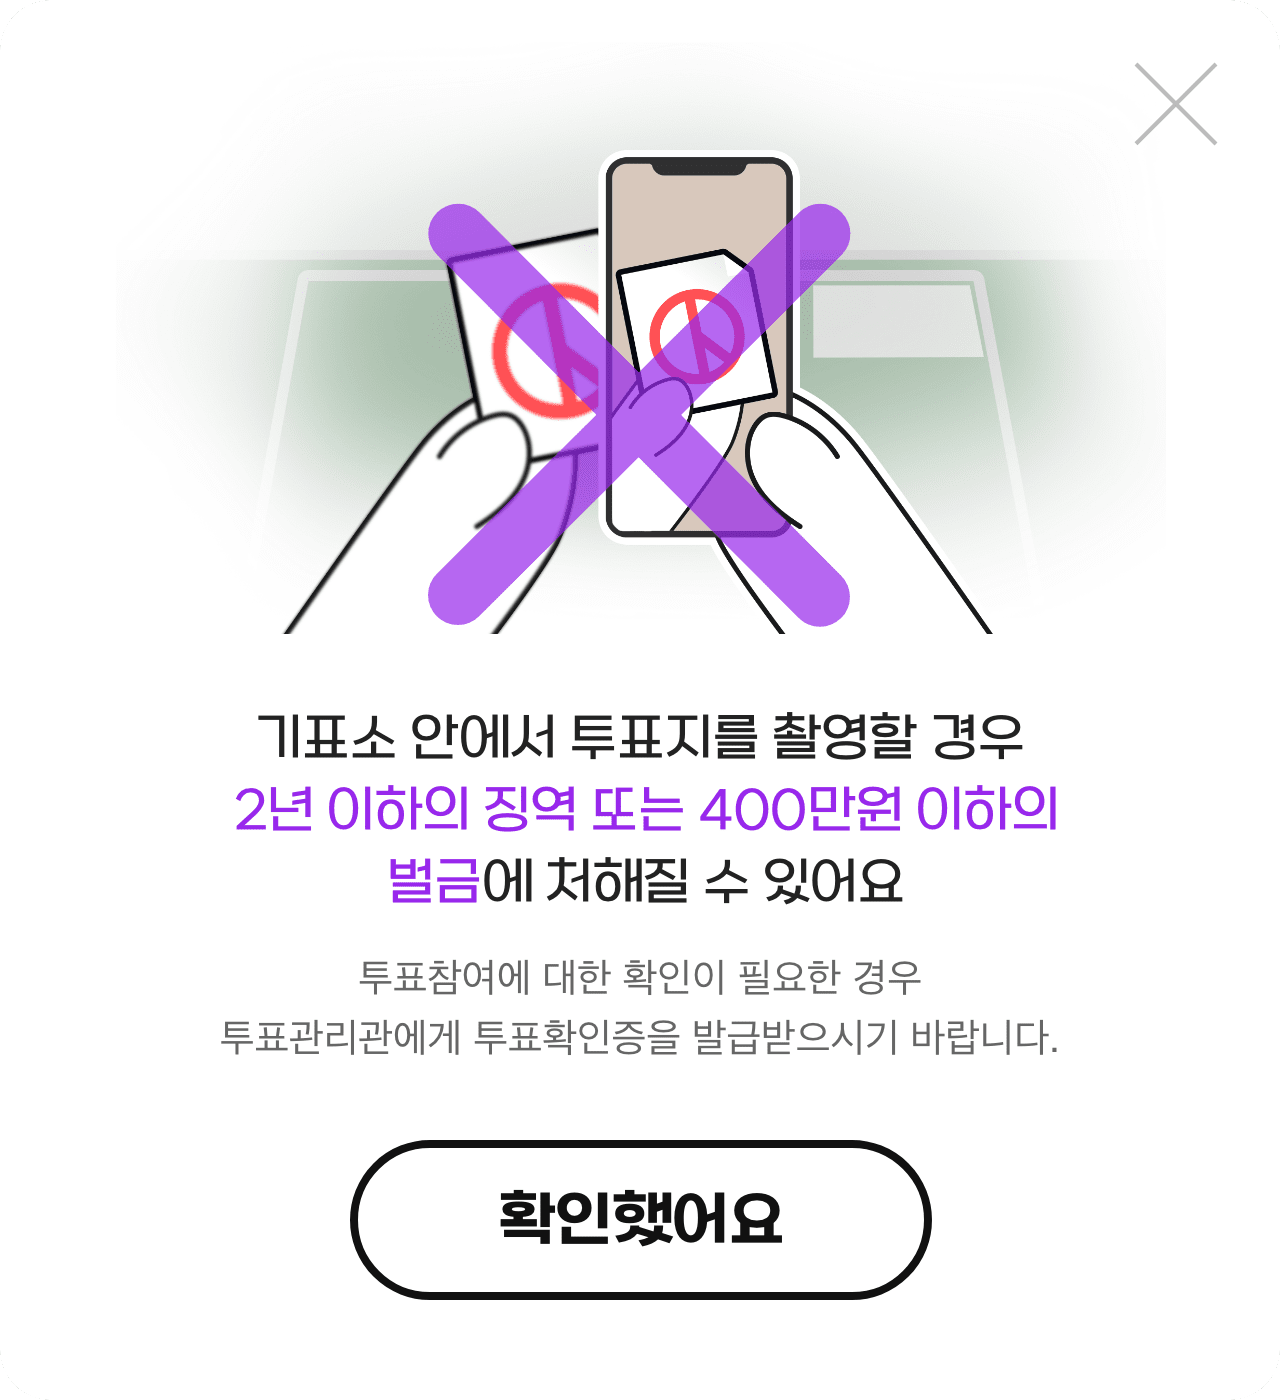 기표소 안에서 투표지를 촬영할 경우
2년 이하의 징역 또는 400만원 이하의
벌금에 처해질 수 있어요
투표참여에 대한 확인이 필요한 경우
투표관리관에게 투표확인증을 발급받으시기 바랍니다.
확인했어요